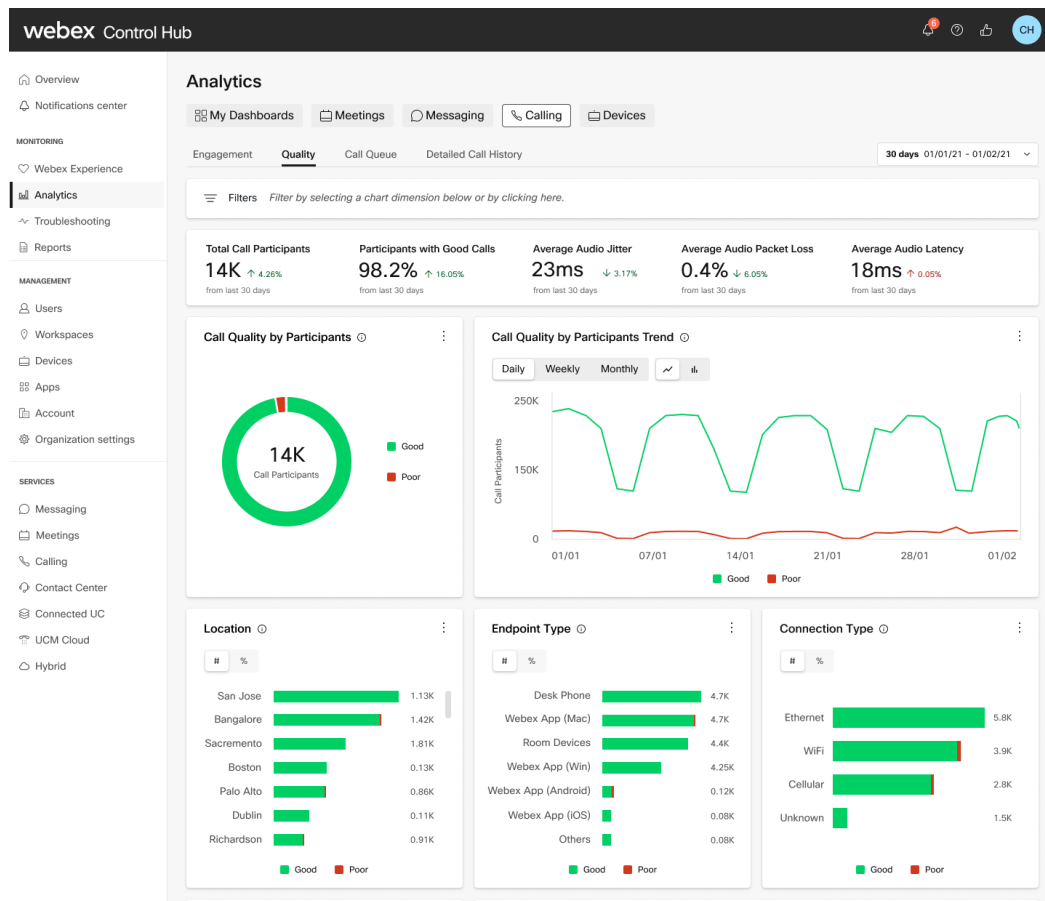 webex Control Hub
6
CH
Overview
Notifications center
MONITORING
Webex Experience
Analytics
Troubleshooting
Reports
MANAGEMENT
Users
Workspaces
Devices
Apps
Account
Organization settings
SERVICES
Messaging
Meetings
Calling
Contact Center
Connected UC
UCM Cloud
Hybrid
Analytics
My Dashboards Meetings Messaging Calling Devices
Engagement Quality Call Queue Detailed Call History
30 days 01/01/21 - 01/02/21
Filters Filter by selecting a chart dimension below or by clicking here.
Total Call Participants
14K ↑ 4.26%
from last 30 days
Participants with Good Calls
98.2% ↑ 16.05%
from last 30 days
Average Audio Jitter
23ms ↓ 3.17%
from last 30 days
Average Audio Packet Loss
0.4% ↓ 6.05%
from last 30 days
Average Audio Latency
18ms ↑ 0.05%
from last 30 days
Call Quality by Participants
14K
Call Participants
Good
Poor
Call Quality by Participants Trend
Daily Weekly Monthly
Call Participants
250K
150K
0
01/01 07/01 14/01 21/01 28/01 01/02
Good Poor
Location
# %
San Jose 1.13K
Bangalore 1.42K
Sacremento 1.81K
Boston 0.13K
Palo Alto 0.86K
Dublin 0.11K
Richardson 0.91K
Good Poor
Endpoint Type
# %
Desk Phone 4.7K
Webex App (Mac) 4.7K
Room Devices 4.4K
Webex App (Win) 4.25K
Webex App (Android) 0.12K
Webex App (iOS) 0.08K
Others 0.08K
Good Poor
Connection Type
# %
Ethernet 5.8K
WiFi 3.9K
Cellular 2.8K
Unknown 1.5K
Good Poor